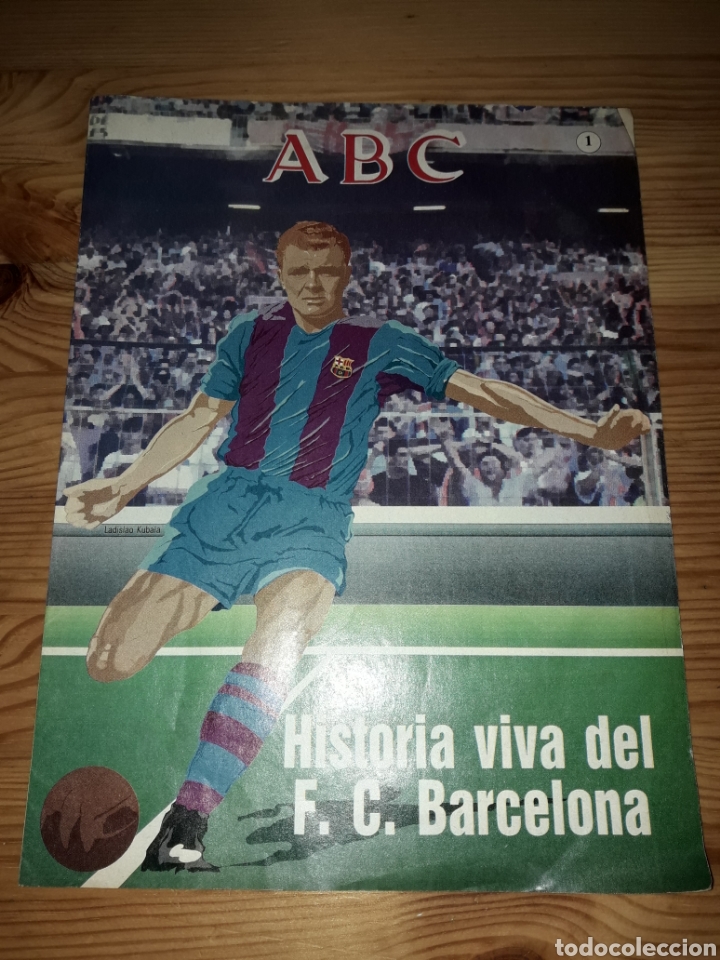 ABC
1
Ladislao Kubala
Historia viva del
F. C. Barcelona
todocoleccion